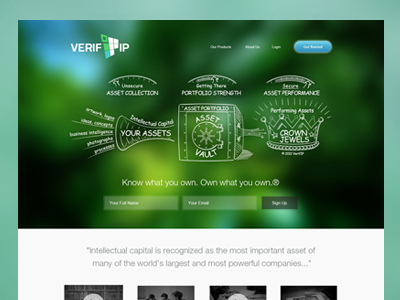 VERIFIP
Our Products
About Us
Login
Get Started
Unsecure
ASSET COLLECTION
Getting There
PORTFOLIO STRENGTH
Secure
ASSET PERFORMANCE
artwork, logos
ideal, concepts
business intelligence
photographs
processes
Intellectual Capital
YOUR ASSETS
ASSET PORTFOLIO
ASSET
VAULT
Performing Assets
CROWN
JEWELS
© 2012 VerifIP
Know what you own. Own what you own.®
Your Full Name
Your Email
Sign Up
"Intellectual capital is recognized as the most important asset of
many of the world's largest and most powerful companies..."